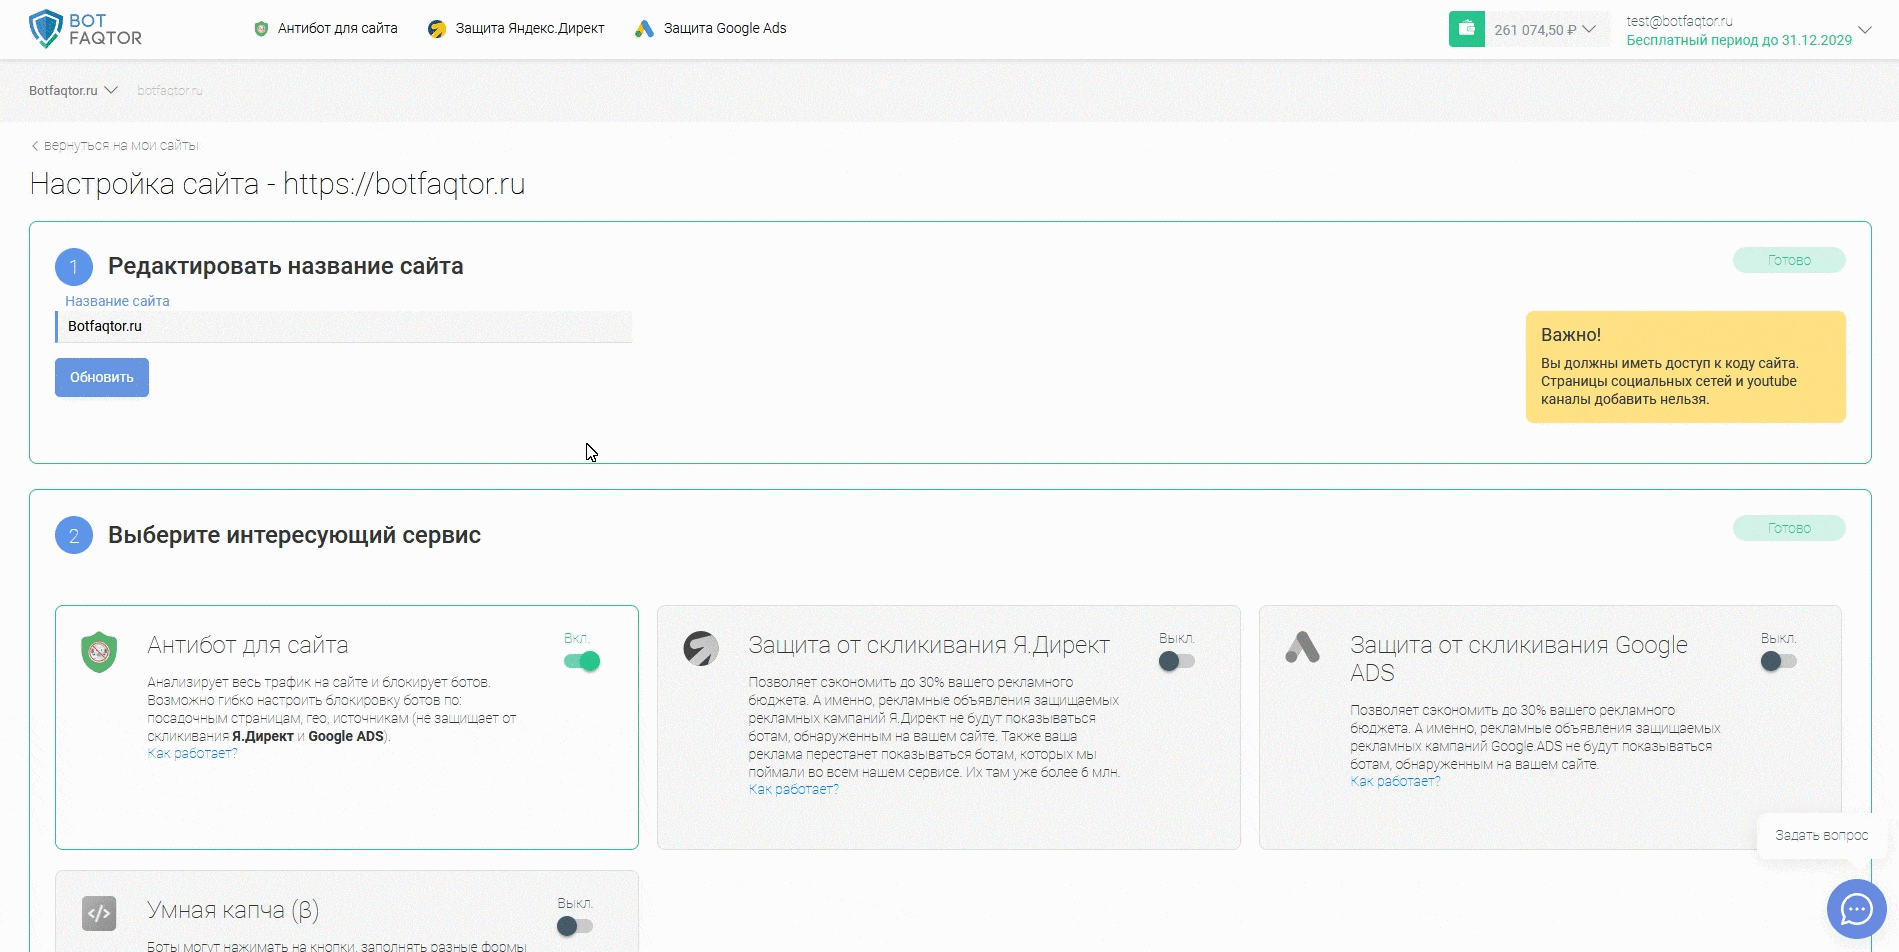 BOT
FAQTOR
Антибот для сайта
Защита Яндекс.Директ
Защита Google Ads
261 074,50 ₽
test@botfaqtor.ru
Бесплатный период до 31.12.2029
Botfaqtor.ru
botfaqtor.ru
вернуться на мои сайты
Настройка сайта - https://botfaqtor.ru
1
Редактировать название сайта
Готово
Название сайта
Botfaqtor.ru
Обновить
Важно!
Вы должны иметь доступ к коду сайта.
Страницы социальных сетей и youtube
каналы добавить нельзя.
2
Выберите интересующий сервис
Готово
Антибот для сайта
Вкл.
Анализирует весь трафик на сайте и блокирует ботов.
Возможно гибко настроить блокировку ботов по:
посадочным страницам, гео, источникам (не защищает от
скликивания Я.Директ и Google ADS).
Как работает?
Защита от скликивания Я.Директ
Выкл.
Позволяет сэкономить до 30% вашего рекламного
бюджета. А именно, рекламные объявления защищаемых
рекламных кампаний Я.Директ не будут показываться
ботам, обнаруженным на вашем сайте. Также ваша
реклама перестанет показываться ботам, которых мы
поймали во всем нашем сервисе. Их там уже более 6 млн.
Как работает?
Защита от скликивания Google
ADS
Выкл.
Позволяет сэкономить до 30% вашего рекламного
бюджета. А именно, рекламные объявления защищаемых
рекламных кампаний Google.ADS не будут показываться
ботам, обнаруженным на вашем сайте.
Как работает?
Задать вопрос
Умная капча (β)
Выкл.
Боты могут нажимать на кнопки, заполнять разные формы